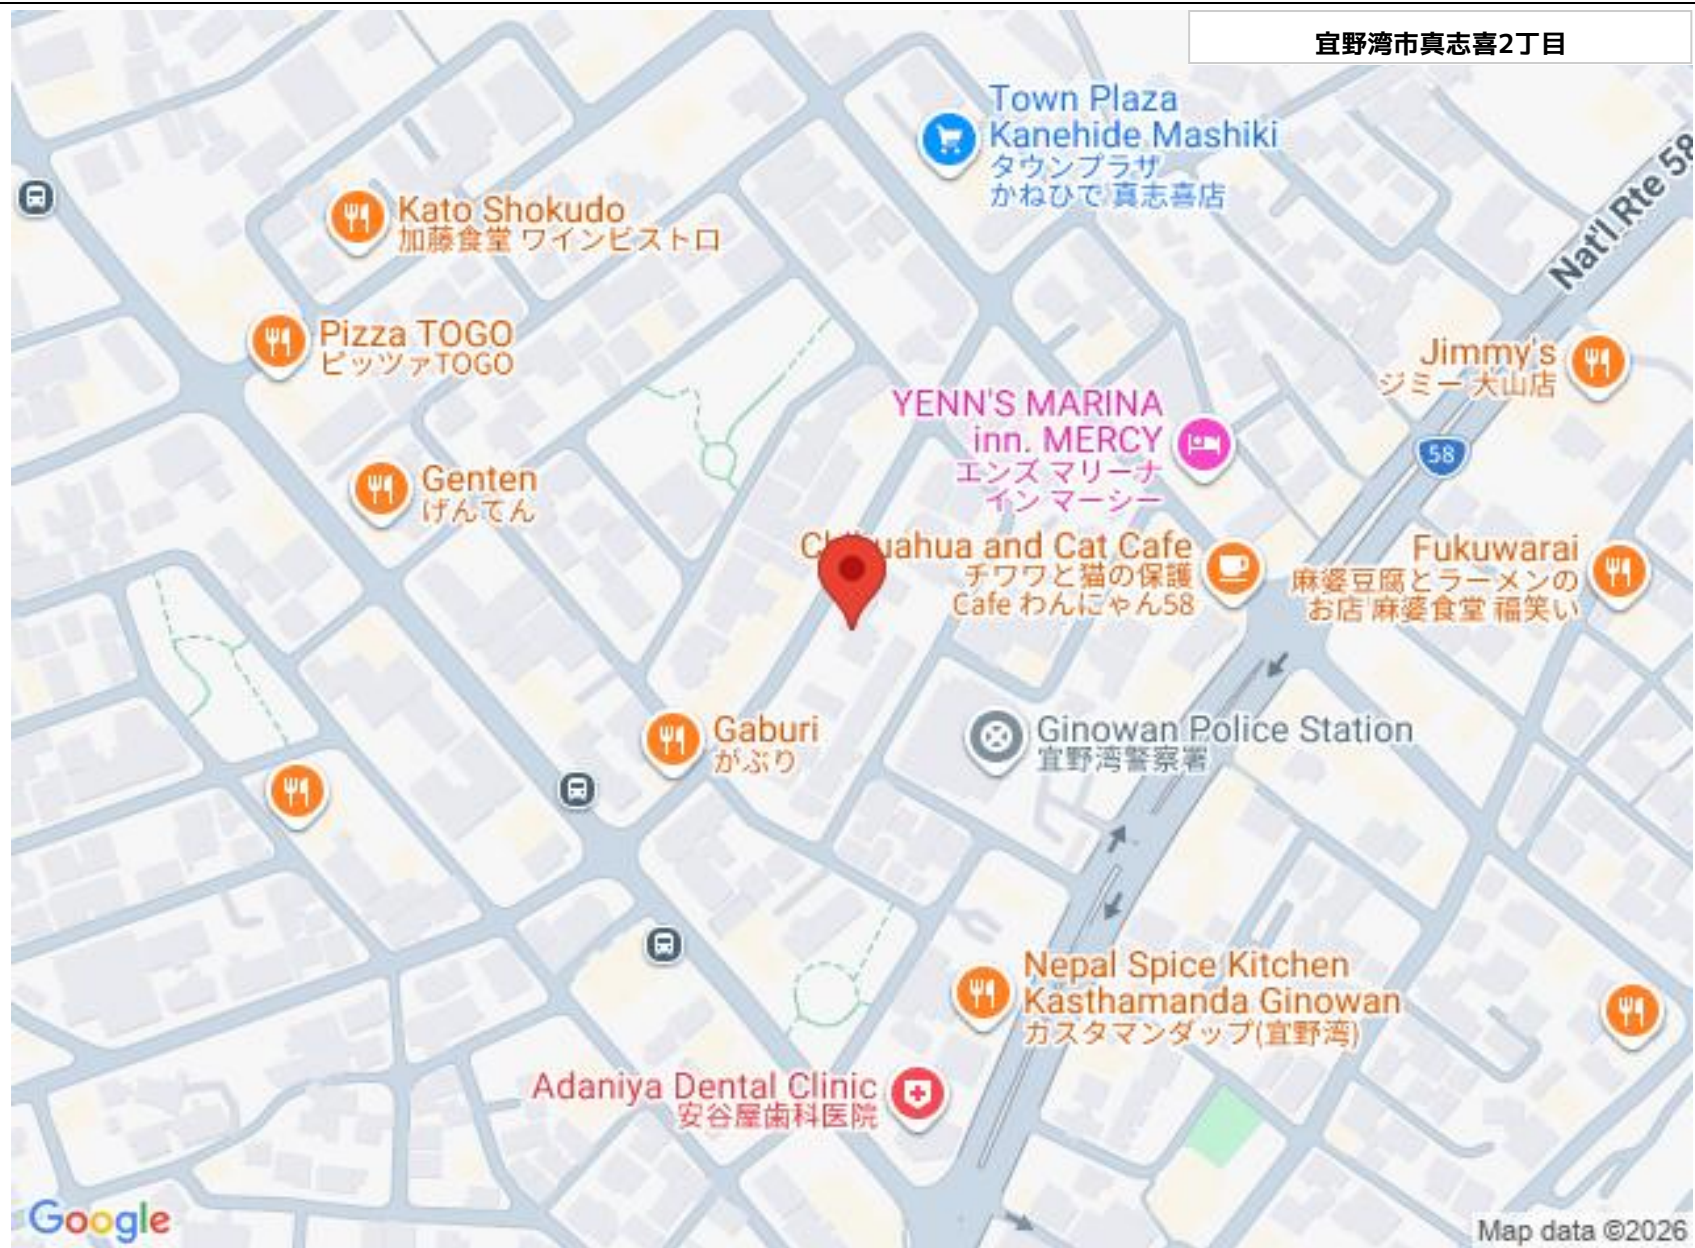 宜野湾市真志喜2丁目
Town Plaza
Kanehide Mashiki
タウンプラザ
かねひで 真志喜店
Nat'l Rte 58
Kato Shokudo
加藤食堂 ワインビストロ
Pizza TOGO
ピッツァTOGO
Jimmy's
ジミー 大山店
YENN'S MARINA
inn. MERCY
エンズ マリーナ
イン マーシー
58
Genten
げんてん
Chihuahua and Cat Cafe
チワワと猫の保護
Cafe わんにゃん58
Fukuwarai
麻婆豆腐とラーメンの
お店 麻婆食堂 福笑い
Gaburi
がぶり
Ginowan Police Station
宜野湾警察署
Nepal Spice Kitchen
Kasthamanda Ginowan
カスタマンダップ(宜野湾)
Adaniya Dental Clinic
安谷屋歯科医院
Google
Map data ©2026